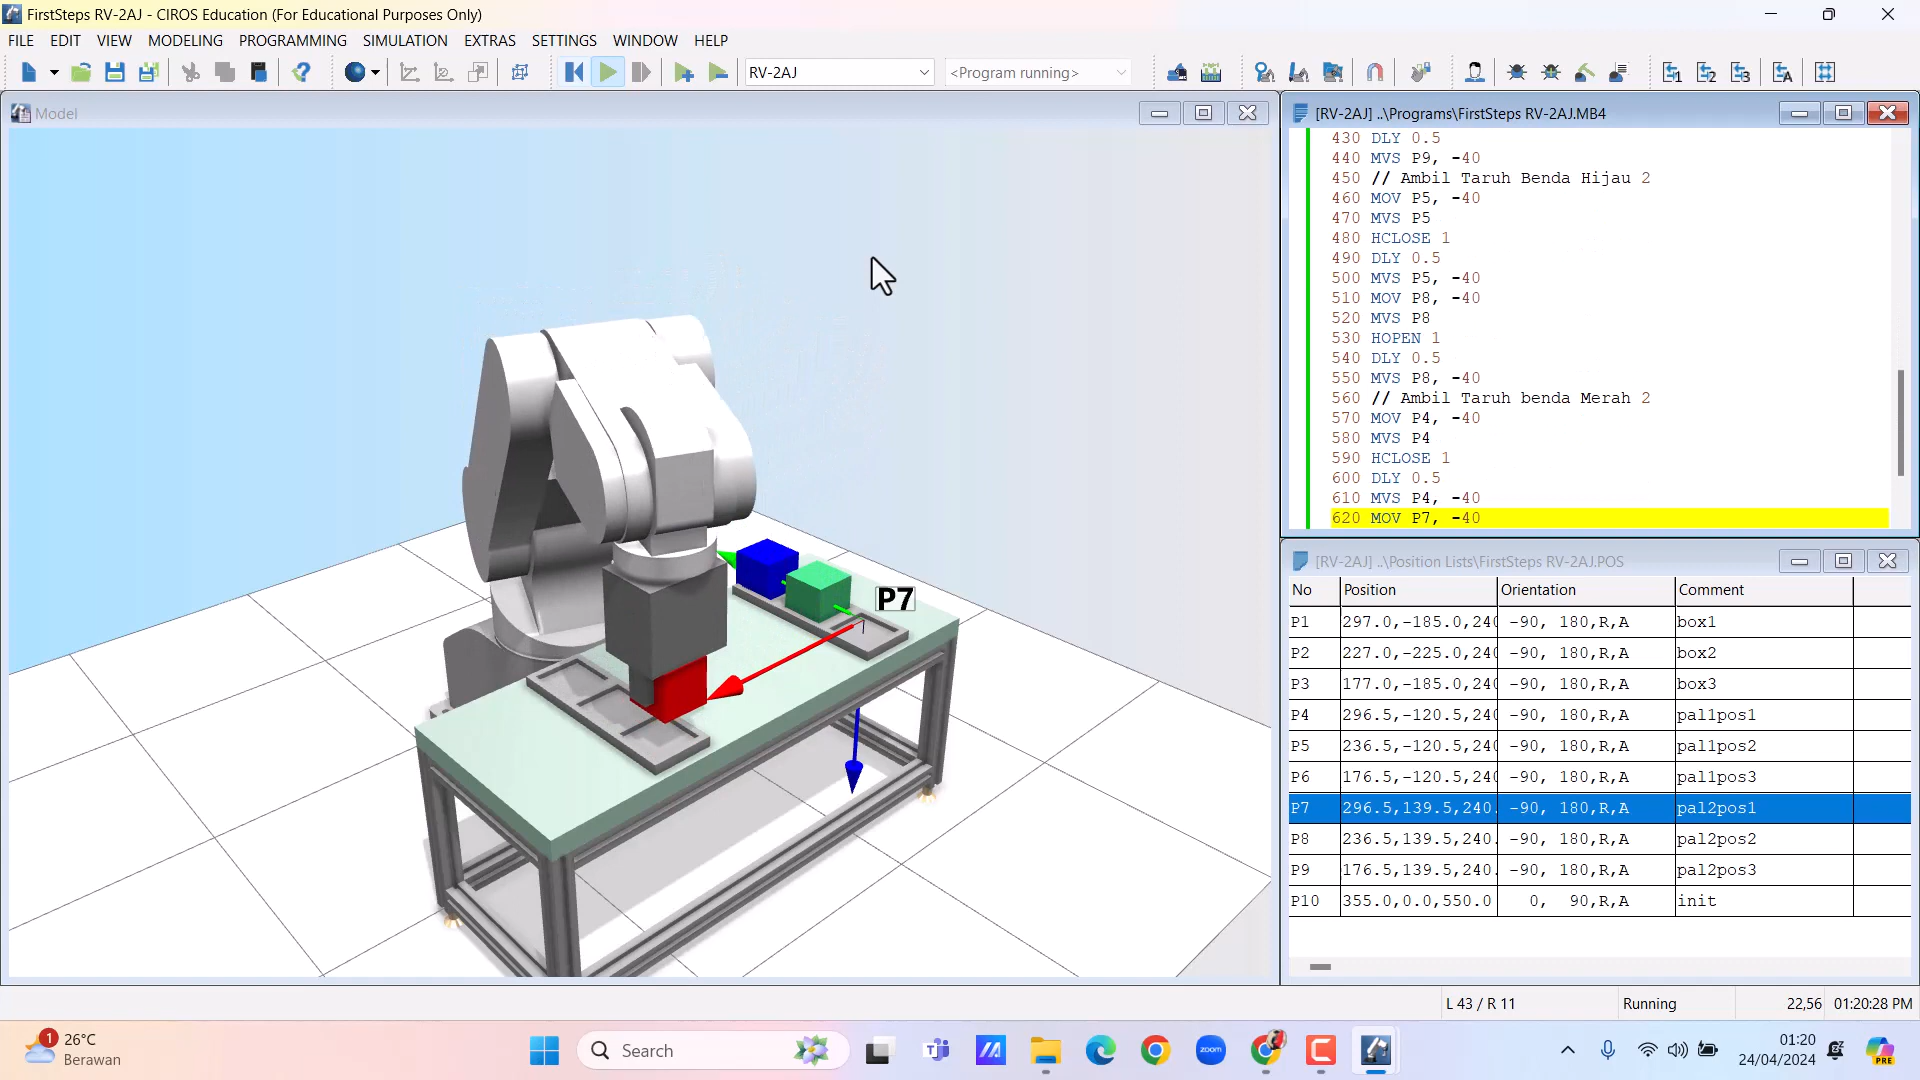 FirstSteps RV-2AJ - CIROS Education (For Educational Purposes Only)
FILE EDIT VIEW MODELING PROGRAMMING SIMULATION EXTRAS SETTINGS WINDOW HELP
RV-2AJ <Program running>
Model
P7
[RV-2AJ] ..\Programs\FirstSteps RV-2AJ.MB4
430 DLY 0.5
440 MVS P9, -40
450 // Ambil Taruh Benda Hijau 2
460 MOV P5, -40
470 MVS P5
480 HCLOSE 1
490 DLY 0.5
500 MVS P5, -40
510 MOV P8, -40
520 MVS P8
530 HOPEN 1
540 DLY 0.5
550 MVS P8, -40
560 // Ambil Taruh benda Merah 2
570 MOV P4, -40
580 MVS P4
590 HCLOSE 1
600 DLY 0.5
610 MVS P4, -40
620 MOV P7, -40
[RV-2AJ] ..\Position Lists\FirstSteps RV-2AJ.POS
No Position Orientation Comment
P1 297.0,-185.0,240 -90, 180,R,A box1
P2 227.0,-225.0,240 -90, 180,R,A box2
P3 177.0,-185.0,240 -90, 180,R,A box3
P4 296.5,-120.5,240 -90, 180,R,A pal1pos1
P5 236.5,-120.5,240 -90, 180,R,A pal1pos2
P6 176.5,-120.5,240 -90, 180,R,A pal1pos3
P7 296.5,139.5,240. -90, 180,R,A pal2pos1
P8 236.5,139.5,240. -90, 180,R,A pal2pos2
P9 176.5,139.5,240. -90, 180,R,A pal2pos3
P10 355.0,0.0,550.0 0, 90,R,A init
L 43 / R 11 Running 22,56 01:20:28 PM
1 26°C
Berawan
Search
zoom
PRE
01:20
24/04/2024